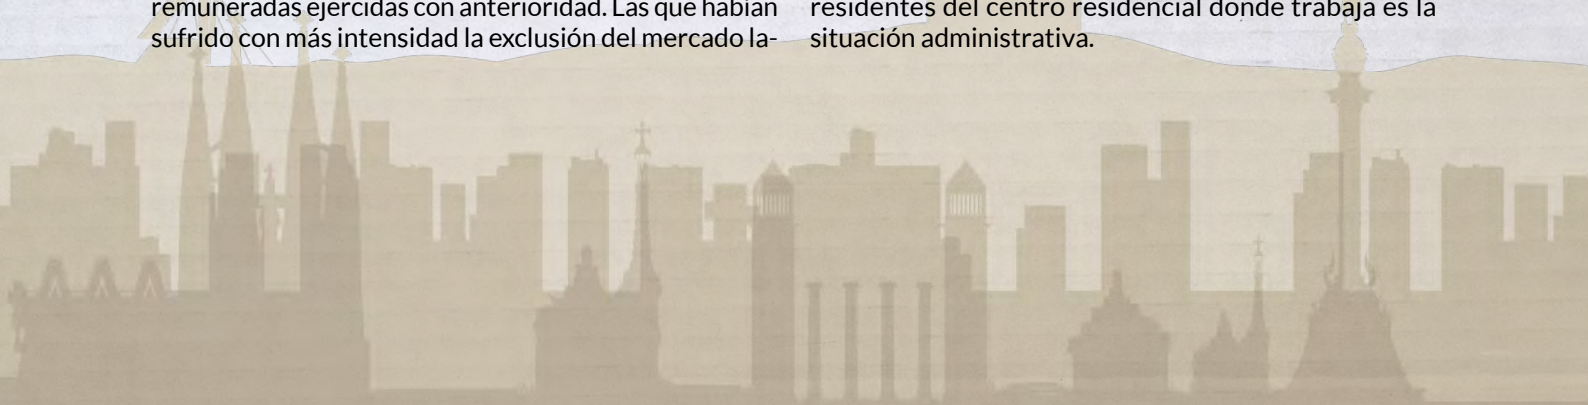 remuneradas ejercidas con anterioridad. Las que habían
sufrido con más intensidad la exclusión del mercado la-
residentes del centro residencial donde trabaja es la
situación administrativa.